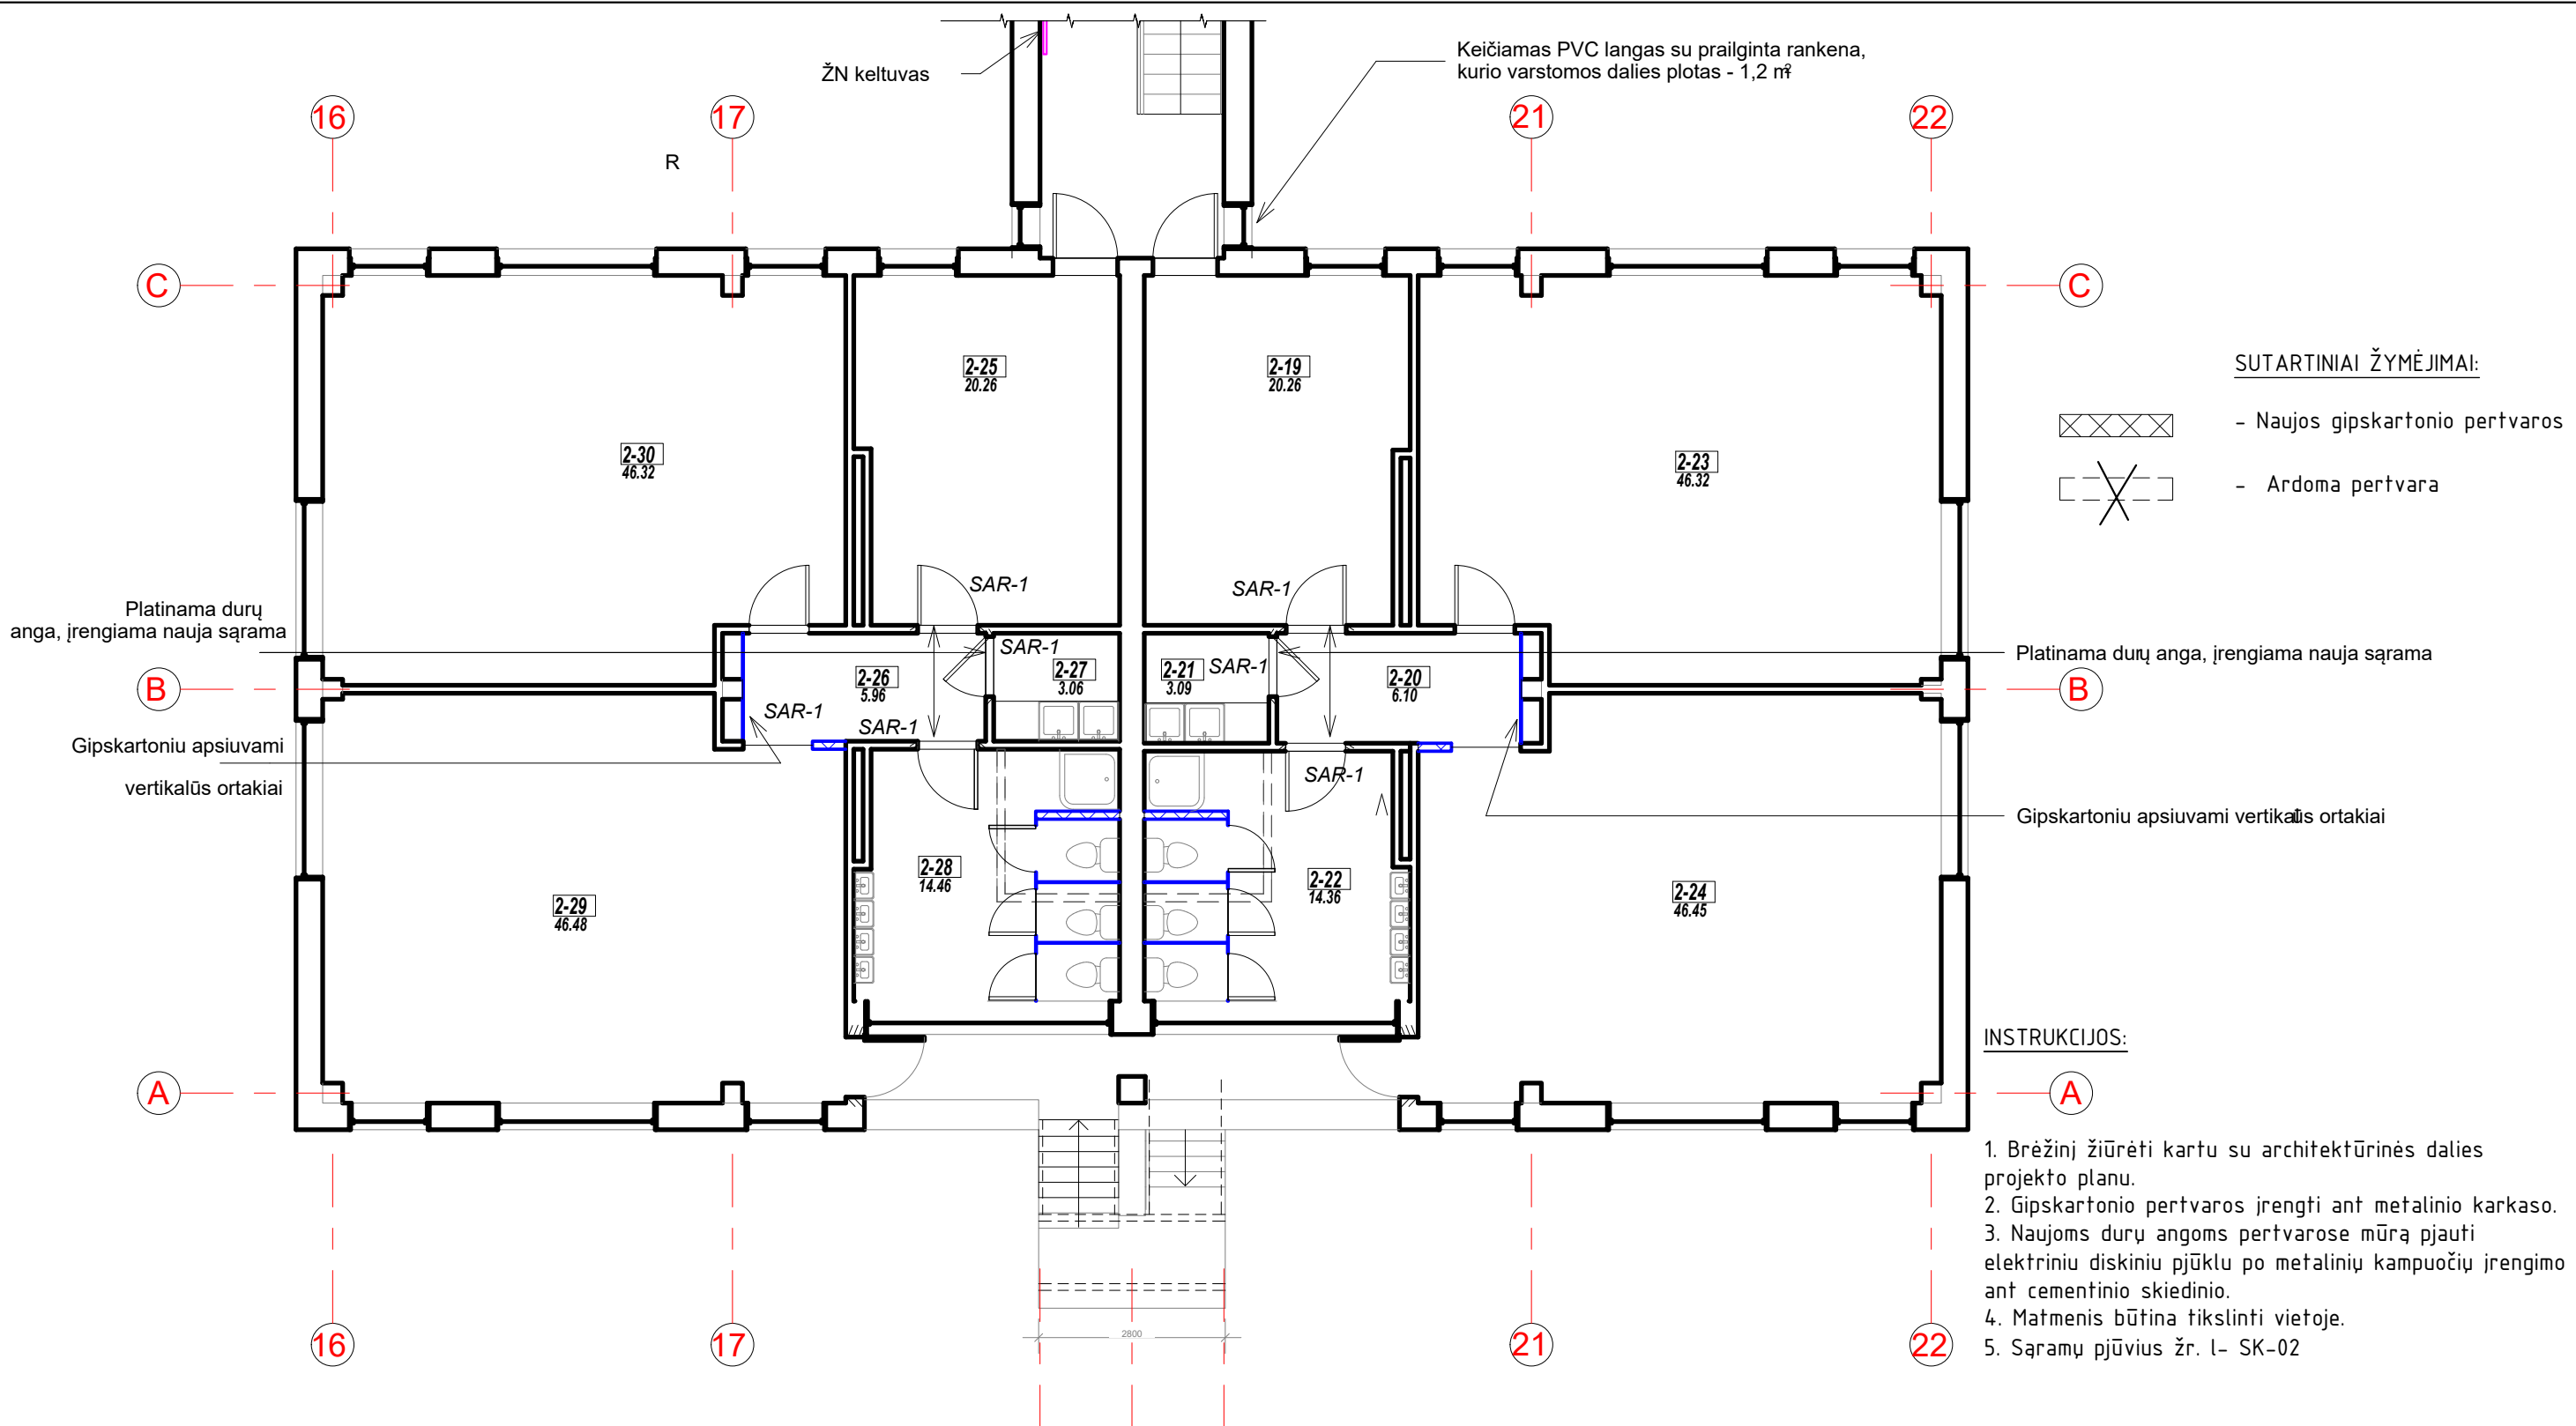 ŽN keltuvas
Keičiamas PVC langas su prailginta rankena,
kurio varstomos dalies plotas - 1,2 m²
16
17
21
22
R
C
C
2-25
20.26
2-19
20.26
2-30
46.32
2-23
46.32
SUTARTINIAI ŽYMĖJIMAI:
- Naujos gipskartonio pertvaros
- Ardoma pertvara
SAR-1
SAR-1
Platinama durų
anga, įrengiama nauja sąrama
SAR-1
SAR-1
2-27
3.06
2-21
3.09
2-26
5.96
2-20
6.10
Platinama durų anga, įrengiama nauja sąrama
B
B
SAR-1
SAR-1
Gipskartoniu apsiuvami
vertikalūs ortakiai
SAR-1
Gipskartoniu apsiuvami vertikalūs ortakiai
2-28
14.46
2-22
14.36
2-29
46.48
2-24
46.45
A
A
INSTRUKCIJOS:
1. Brėžinį žiūrėti kartu su architektūrinės dalies
projekto planu.
2. Gipskartonio pertvaros įrengti ant metalinio karkaso.
3. Naujoms durų angoms pertvarose mūrą pjauti
elektriniu diskiniu pjūklu po metalinių kampuočių įrengimo
ant cementinio skiedinio.
4. Matmenis būtina tikslinti vietoje.
5. Sąramų pjūvius žr. l- SK-02
2800
16
17
21
22